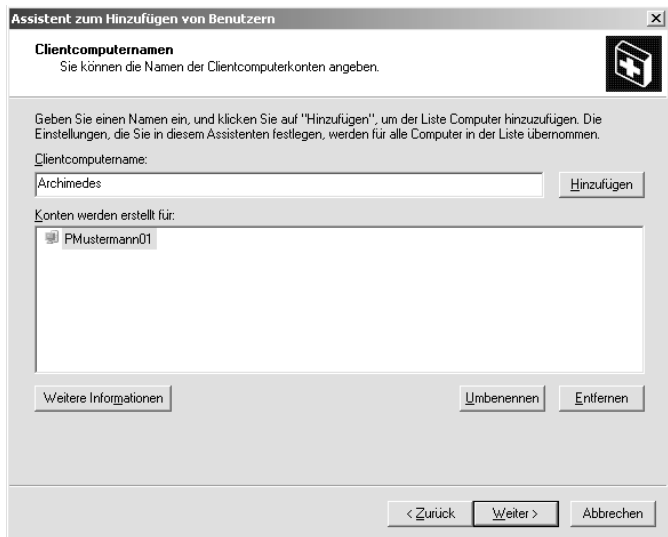 Assistent zum Hinzufügen von Benutzern
Clientcomputernamen
Sie können die Namen der Clientcomputerkonten angeben.
Geben Sie einen Namen ein, und klicken Sie auf "Hinzufügen", um der Liste Computer hinzuzufügen. Die
Einstellungen, die Sie in diesem Assistenten festlegen, werden für alle Computer in der Liste übernommen.
Clientcomputername:
Archimedes
Hinzufügen
Konten werden erstellt für:
PMustermann01
Weitere Informationen
Umbenennen
Entfernen
< Zurück
Weiter >
Abbrechen